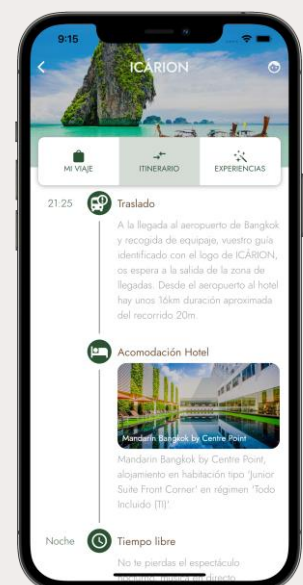 9:15
ICÁRION
MI VIAJE
ITINERARIO
EXPERIENCIAS
21:25
Traslado
A la llegada al aeropuerto de Bangkok
y recogida de equipaje, vuestro guía
identificado con el logo de ICÁRION,
os espera a la salida de la zona de
llegadas. Desde el aeropuerto al hotel
hay unos 16km duración aproximada
del recorrido 20m
Acomodación Hotel
Mandarin Bangkok by Centre Point
Mandarin Bangkok by Centre Point,
alojamiento en habitación tipo 'Junior
Suite Front Corner' en régimen 'Todo
Incluido (TI)'
Noche
Tiempo libre
No te pierdas el espectáculo